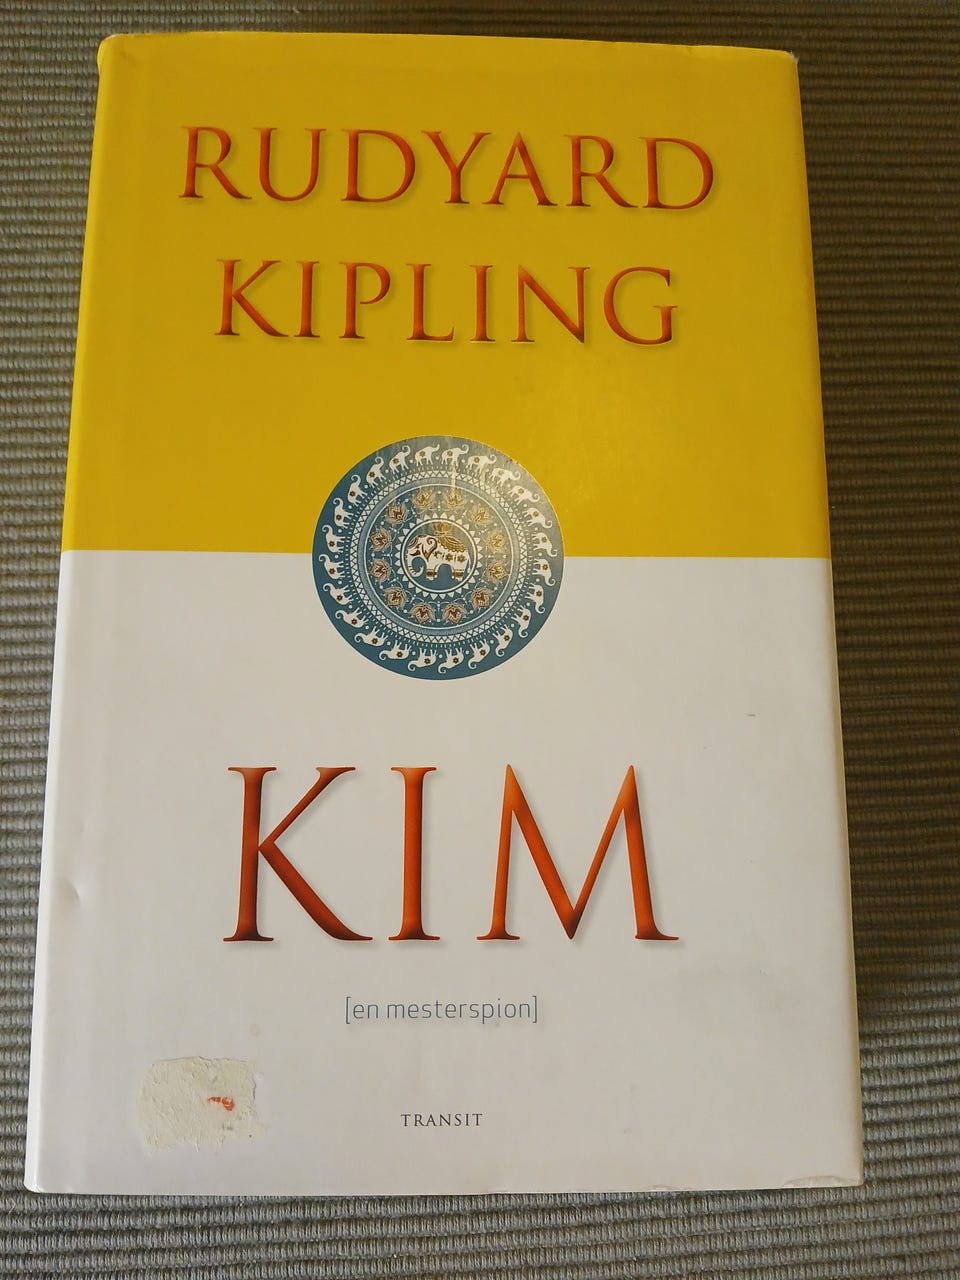 RUDYARD
KIPLING
KIM
[en mesterspion]
TRANSIT